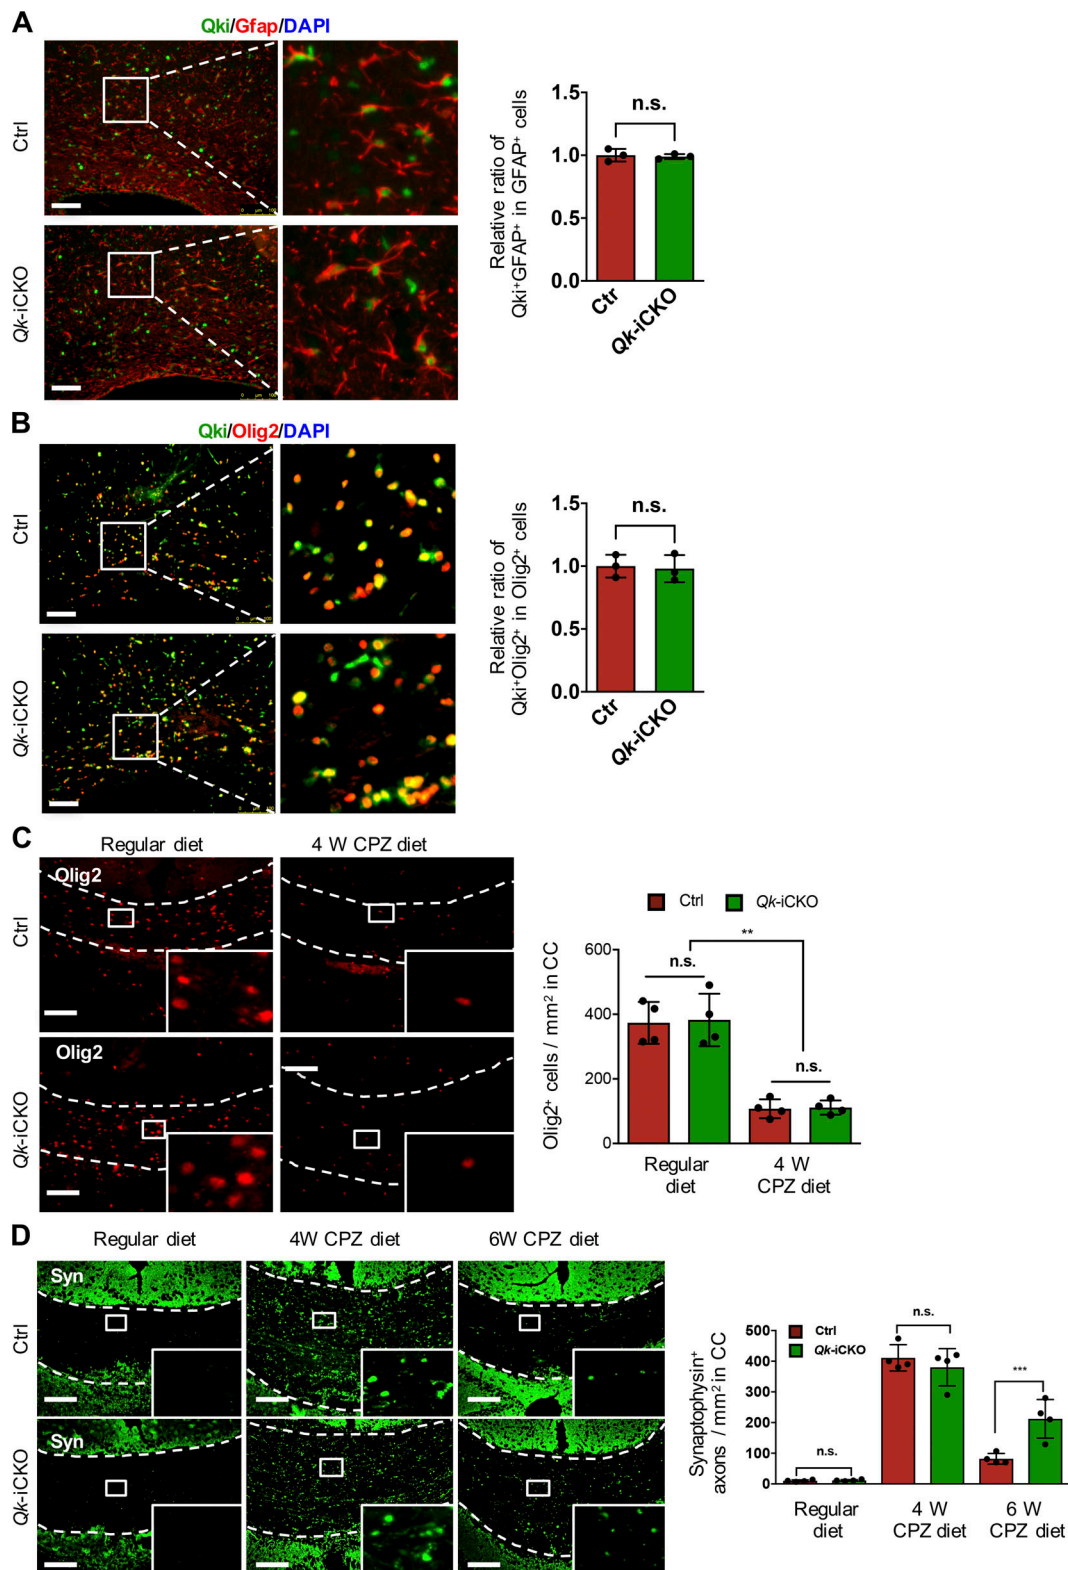 A
Qki/Gfap/DAPI
Ctrl
Qk-iCKO
Relative ratio of
Qki⁺GFAP⁺ in GFAP⁺ cells
1.5
1.0
0.5
0.0
n.s.
Ctr
Qk-iCKO
B
Qki/Olig2/DAPI
Ctrl
Qk-iCKO
Relative ratio of
Qki⁺Olig2⁺ in Olig2⁺ cells
1.5
1.0
0.5
0.0
n.s.
Ctr
Qk-iCKO
C
Regular diet
4 W CPZ diet
Olig2
Ctrl
Olig2
Qk-iCKO
Ctrl
Qk-iCKO
Olig2⁺ cells / mm² in CC
600
400
200
0
n.s.
**
n.s.
Regular
diet
4 W
CPZ diet
D
Regular diet
4W CPZ diet
6W CPZ diet
Syn
Ctrl
Syn
Qk-iCKO
Synaptophysin⁺
axons / mm² in CC
500
400
300
200
100
0
Ctrl
Qk-iCKO
n.s.
n.s.
***
Regular
diet
4 W
CPZ diet
6 W
CPZ diet